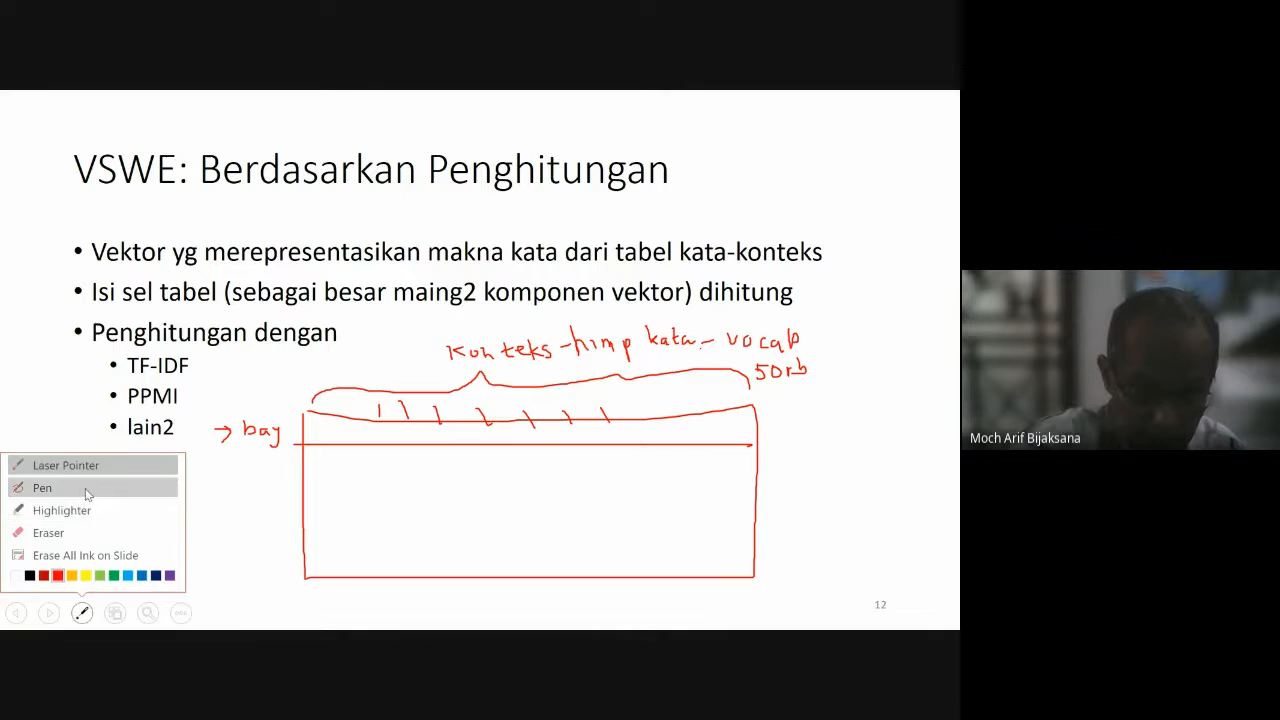 VSWE: Berdasarkan Penghitungan
• Vektor yg merepresentasikan makna kata dari tabel kata-konteks
• Isi sel tabel (sebagai besar maing2 komponen vektor) dihitung
• Penghitungan dengan
• TF-IDF
• PPMI
• lain2
Konteks - himp kata - vocab
50rb
→ bay
Laser Pointer
Pen
Highlighter
Eraser
Erase All Ink on Slide
12
Moch Arif Bijaksana